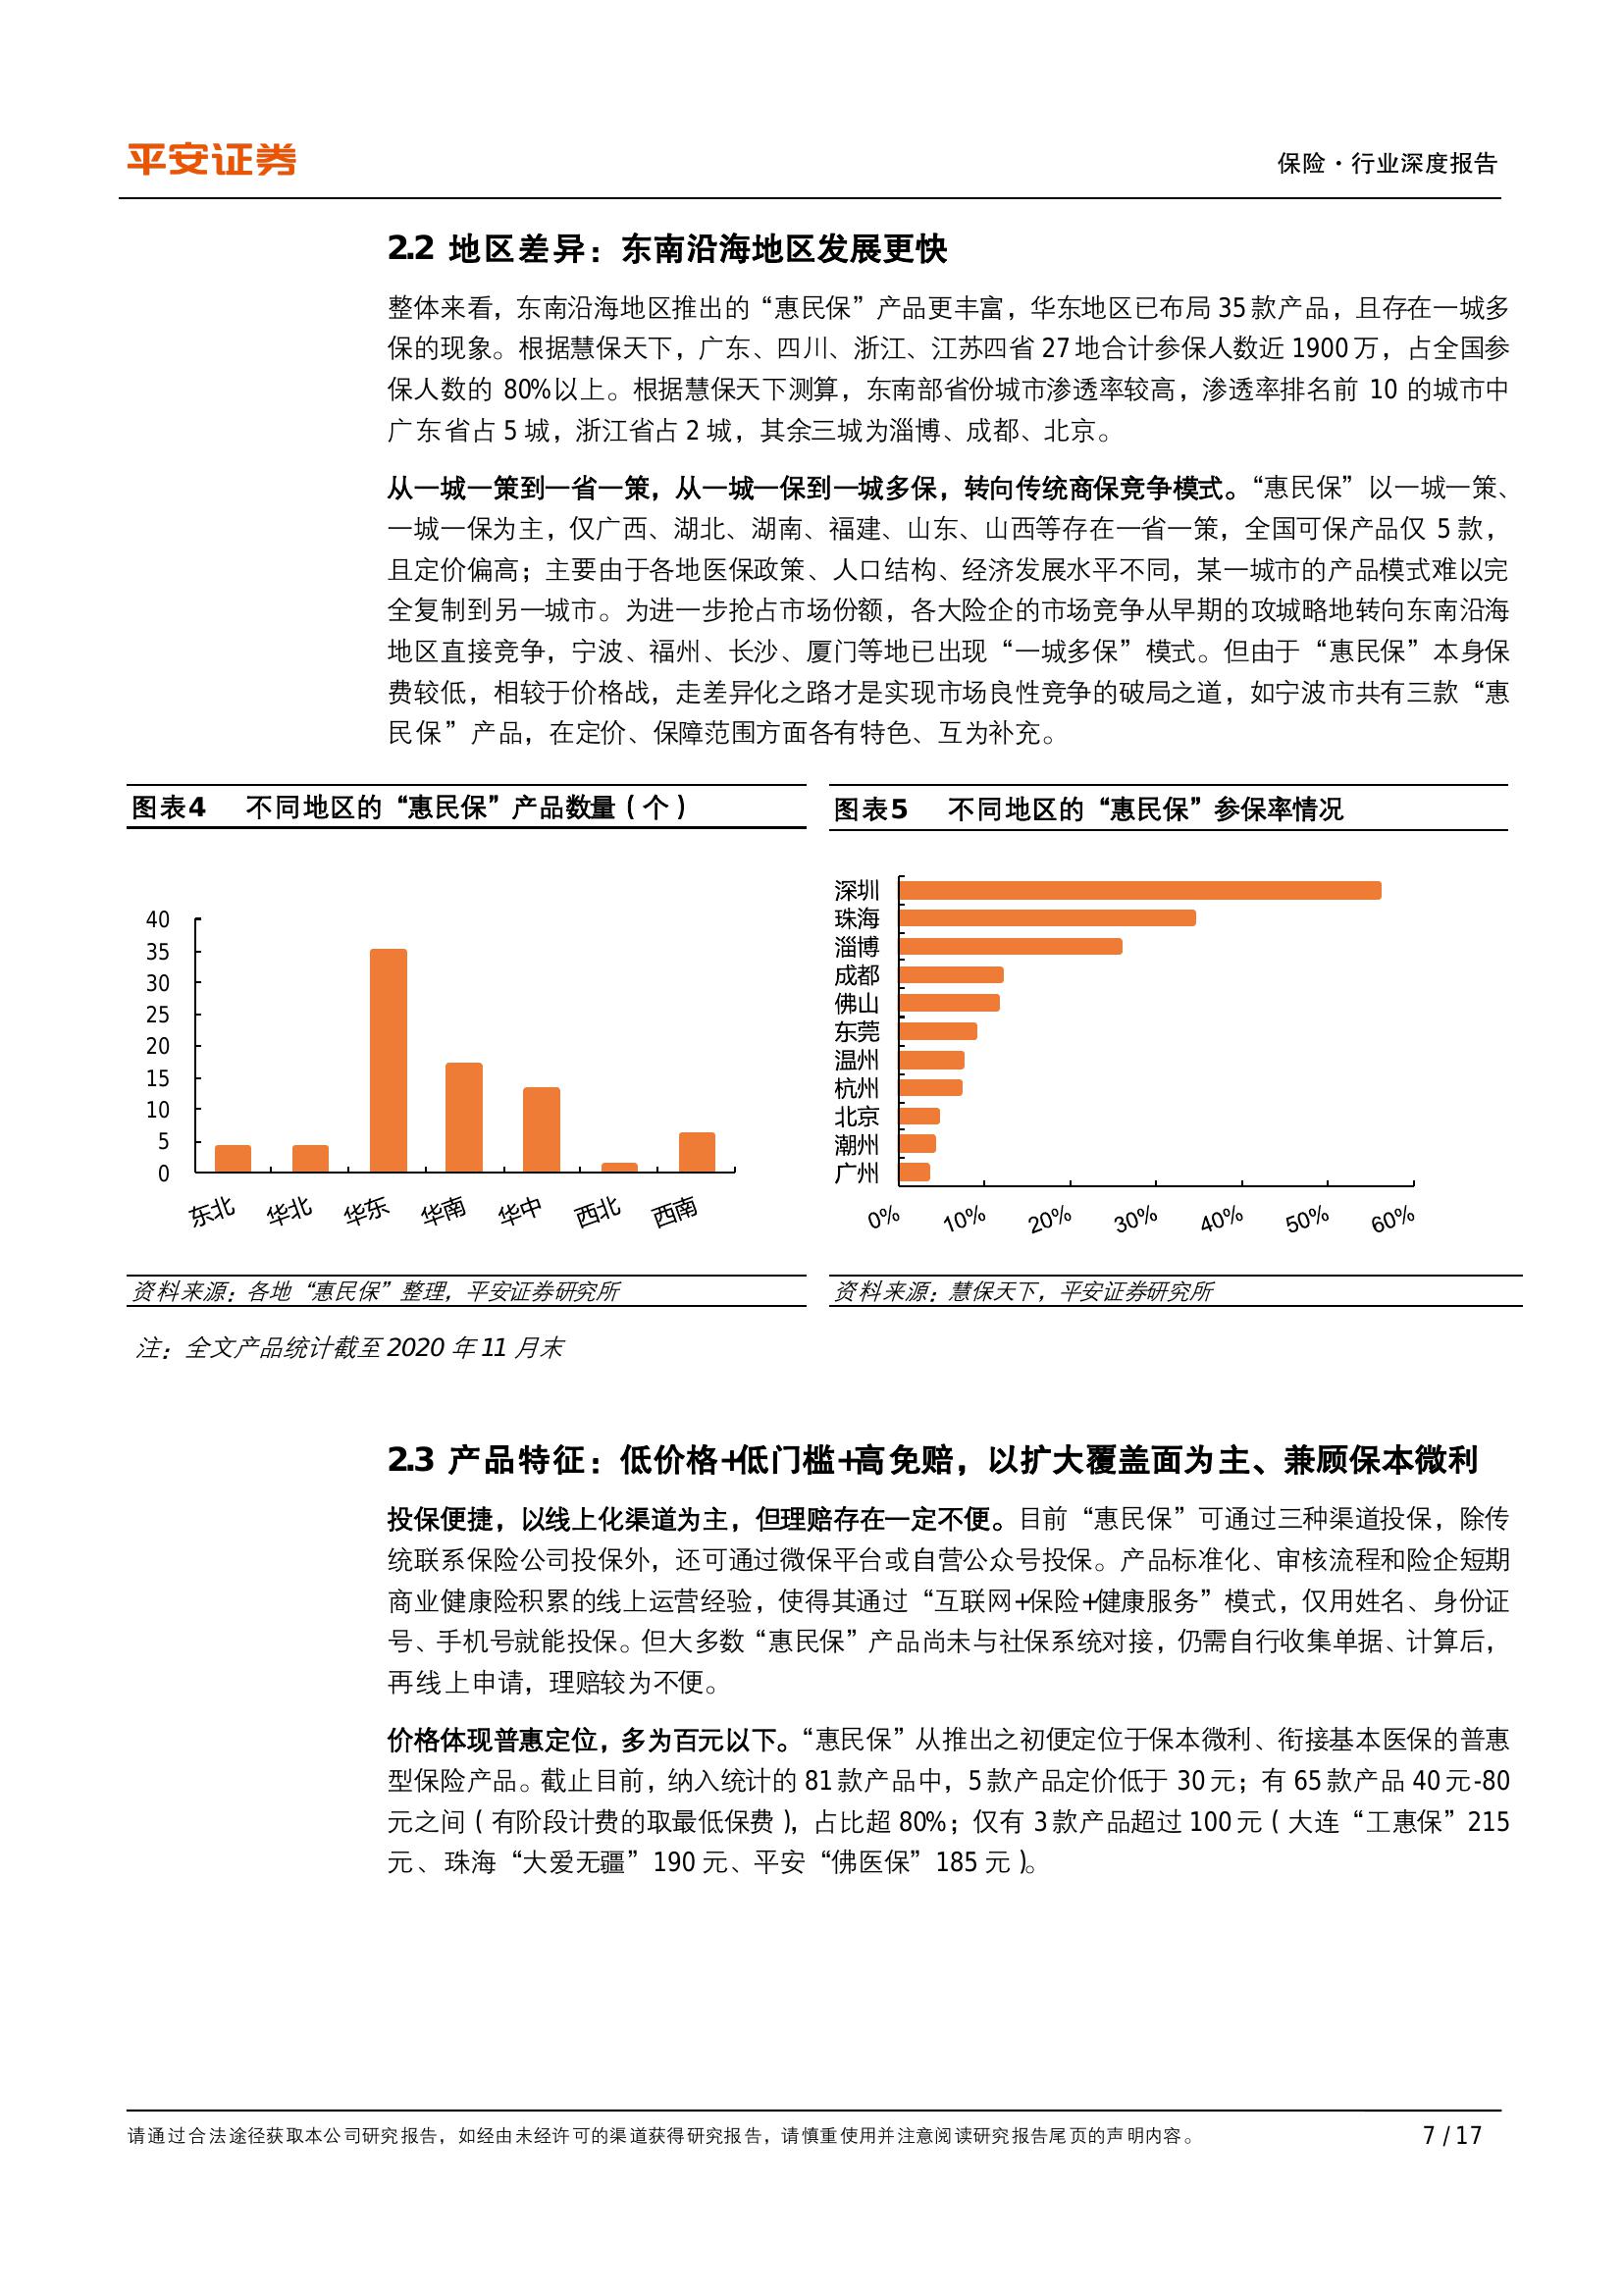 平安证券
保险·行业深度报告
2.2 地区差异：东南沿海地区发展更快
整体来看，东南沿海地区推出的“惠民保”产品更丰富，华东地区已布局 35 款产品，且存在一城多
保的现象。根据慧保天下，广东、四川、浙江、江苏四省 27 地合计参保人数近 1900 万，占全国参
保人数的 80%以上。根据慧保天下测算，东南部省份城市渗透率较高，渗透率排名前 10 的城市中
广东省占 5 城，浙江省占 2 城，其余三城为淄博、成都、北京。
从一城一策到一省一策，从一城一保到一城多保，转向传统商保竞争模式。“惠民保”以一城一策、
一城一保为主，仅广西、湖北、湖南、福建、山东、山西等存在一省一策，全国可保产品仅 5 款，
且定价偏高；主要由于各地医保政策、人口结构、经济发展水平不同，某一城市的产品模式难以完
全复制到另一城市。为进一步抢占市场份额，各大险企的市场竞争从早期的攻城略地转向东南沿海
地区直接竞争，宁波、福州、长沙、厦门等地已出现“一城多保”模式。但由于“惠民保”本身保
费较低，相较于价格战，走差异化之路才是实现市场良性竞争的破局之道，如宁波市共有三款“惠
民保”产品，在定价、保障范围方面各有特色、互为补充。
图表4 不同地区的“惠民保”产品数量（个）
40
35
30
25
20
15
10
5
0
东北 华北 华东 华南 华中 西北 西南
资料来源：各地“惠民保”整理，平安证券研究所
图表5 不同地区的“惠民保”参保率情况
深圳
珠海
淄博
成都
佛山
东莞
温州
杭州
北京
潮州
广州
0% 10% 20% 30% 40% 50% 60%
资料来源：慧保天下，平安证券研究所
注：全文产品统计截至 2020 年 11 月末
2.3 产品特征：低价格+低门槛+高免赔，以扩大覆盖面为主、兼顾保本微利
投保便捷，以线上化渠道为主，但理赔存在一定不便。目前“惠民保”可通过三种渠道投保，除传
统联系保险公司投保外，还可通过微保平台或自营公众号投保。产品标准化、审核流程和险企短期
商业健康险积累的线上运营经验，使得其通过“互联网+保险+健康服务”模式，仅用姓名、身份证
号、手机号就能投保。但大多数“惠民保”产品尚未与社保系统对接，仍需自行收集单据、计算后，
再线上申请，理赔较为不便。
价格体现普惠定位，多为百元以下。“惠民保”从推出之初便定位于保本微利、衔接基本医保的普惠
型保险产品。截止目前，纳入统计的 81 款产品中，5 款产品定价低于 30 元；有 65 款产品 40 元-80
元之间（有阶段计费的取最低保费），占比超 80%；仅有 3 款产品超过 100 元（大连“工惠保”215
元、珠海“大爱无疆”190 元、平安“佛医保”185 元）。
请通过合法途径获取本公司研究报告，如经由未经许可的渠道获得研究报告，请慎重使用并注意阅读研究报告尾页的声明内容。
7 / 17